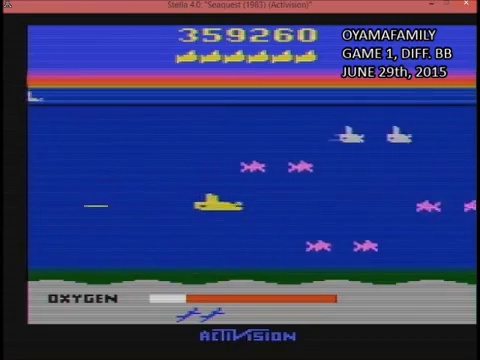 Stella 4.0: "Seaquest (1983) (Activision)"
359260
OYAMAFAMILY
GAME 1, DIFF. BB
JUNE 29th, 2015
OXYGEN
ACTIVISION